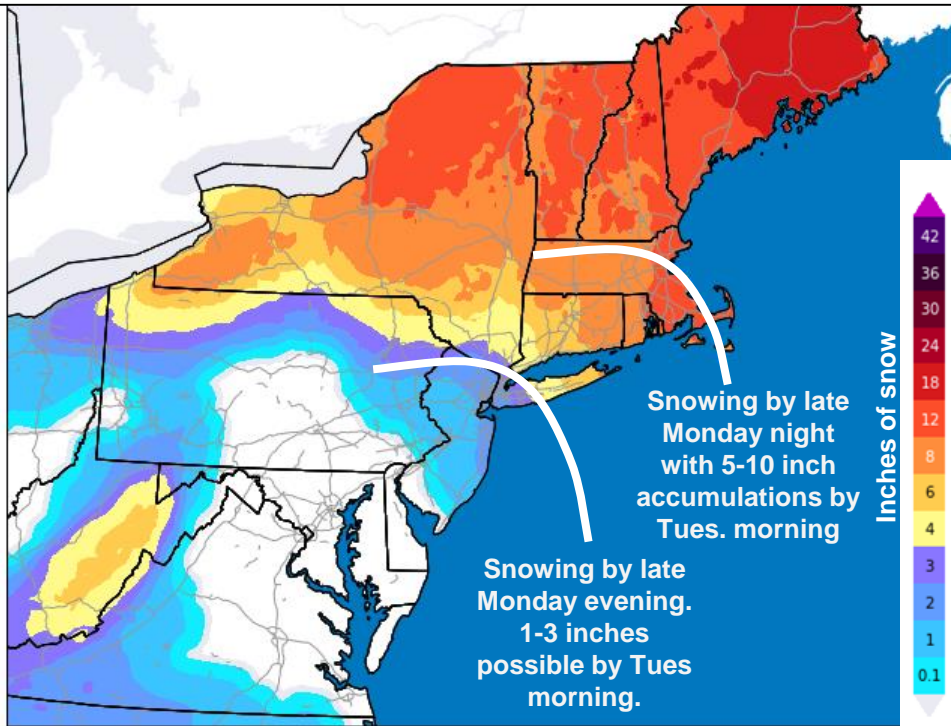 Snowing by late
Monday night
with 5-10 inch
accumulations by
Tues. morning
Snowing by late
Monday evening.
1-3 inches
possible by Tues
morning.
Inches of snow
42
36
30
24
18
12
8
6
4
3
2
1
0.1